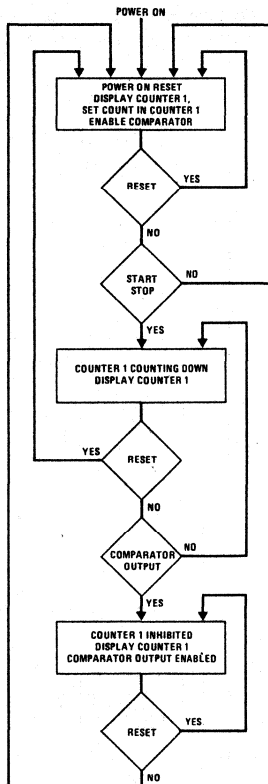 POWER ON
POWER ON RESET
DISPLAY COUNTER 1,
SET COUNT IN COUNTER 1
ENABLE COMPARATOR
RESET
YES
NO
START
STOP
NO
YES
COUNTER 1 COUNTING DOWN
DISPLAY COUNTER 1
YES
RESET
NO
COMPARATOR
OUTPUT
NO
YES
COUNTER 1 INHIBITED
DISPLAY COUNTER 1
COMPARATOR OUTPUT ENABLED
RESET
YES
NO